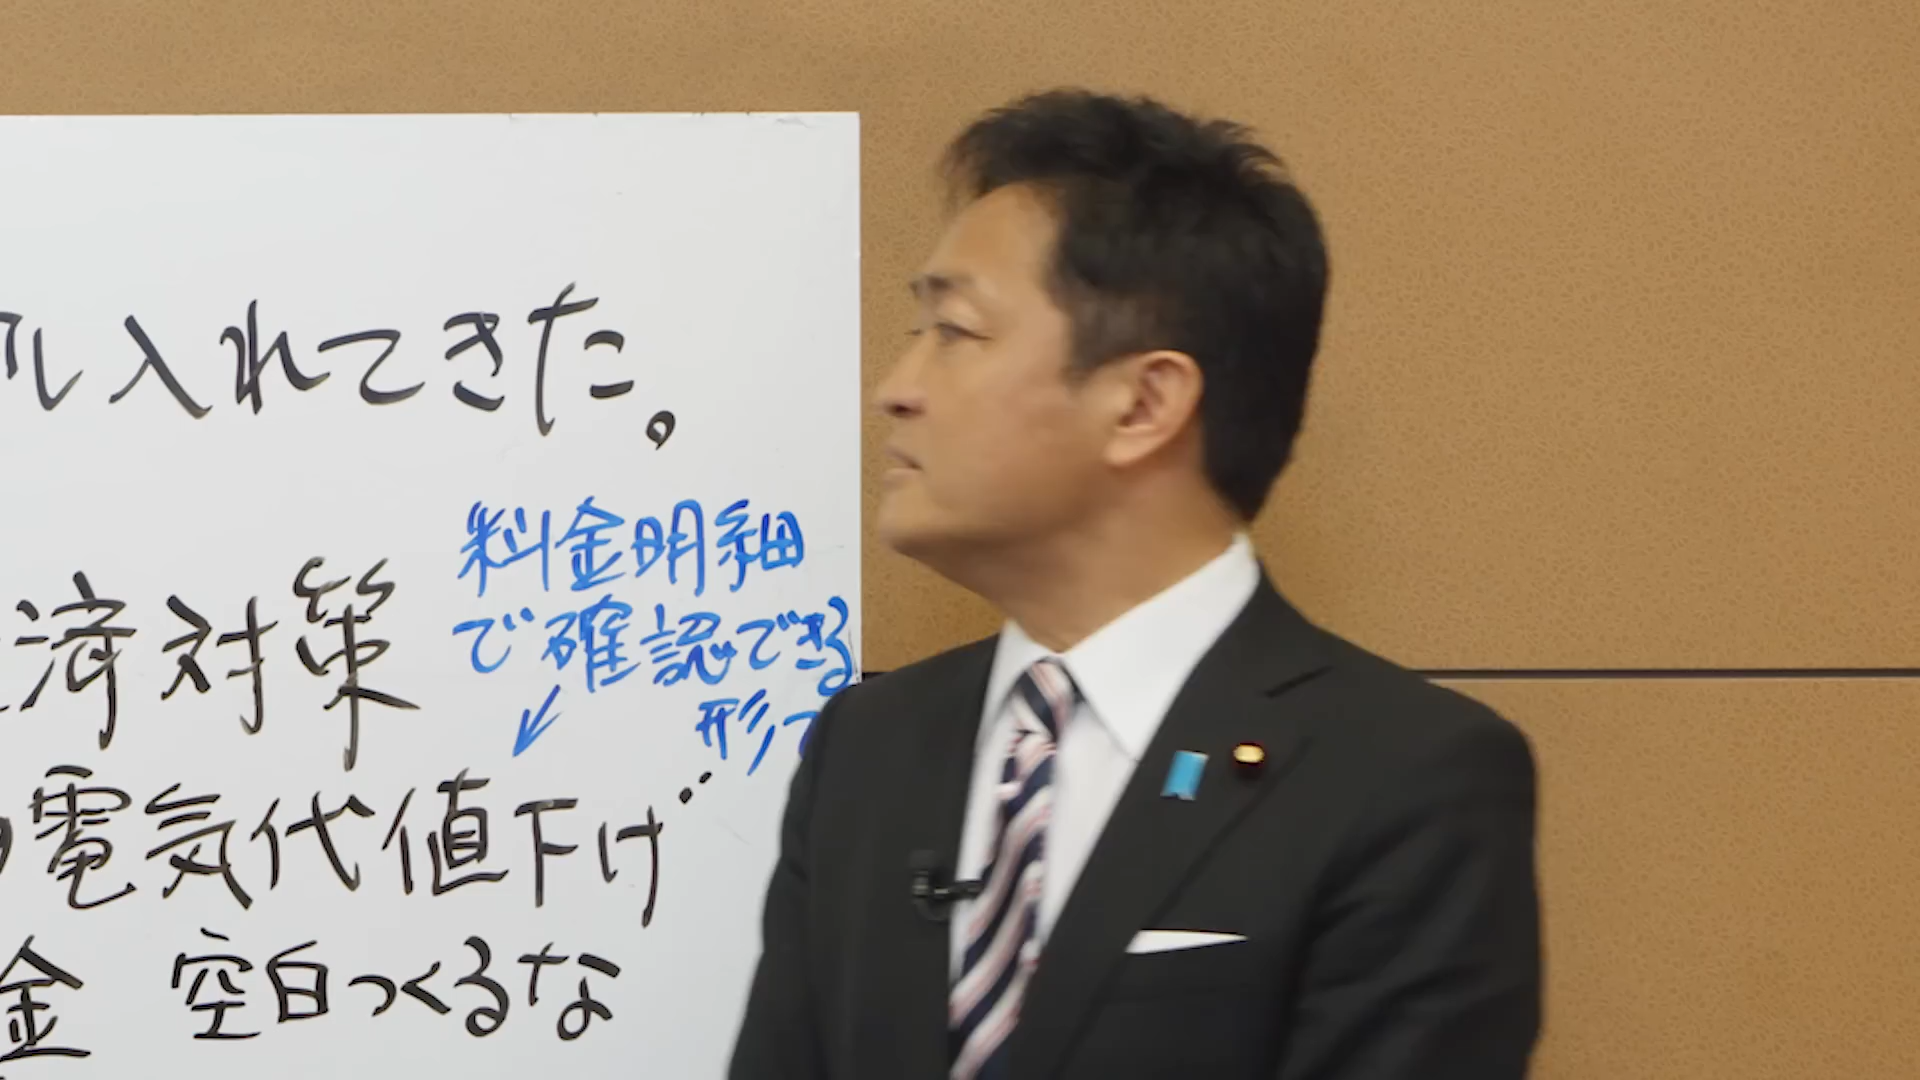 入れてきた。
料金明細
で確認できる
形で
済対策
電気代値下げ
金 空白つくるな